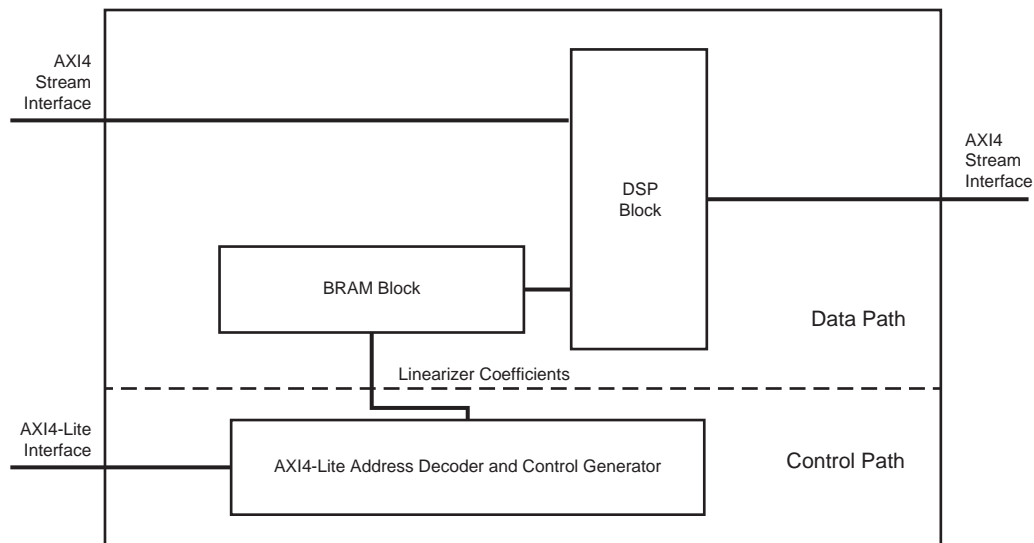 AXI4
Stream
Interface
AXI4
Stream
Interface
DSP
Block
BRAM Block
Data Path
Linearizer Coefficients
AXI4-Lite
Interface
AXI4-Lite Address Decoder and Control Generator
Control Path